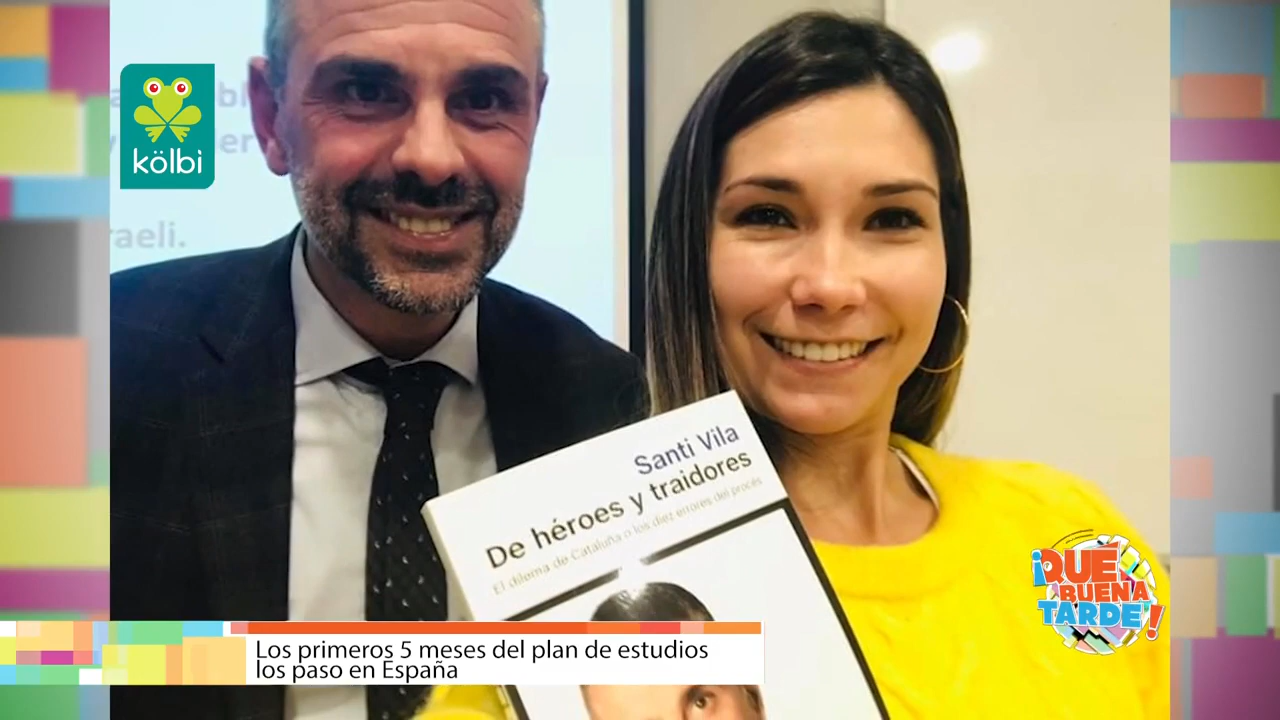 kölbi
raeli.
Santi Vila
De héroes y traidores
El dilema de Cataluña o los diez errores del procés
¡QUÉ
BUENA
TARDE!
Los primeros 5 meses del plan de estudios
los paso en España